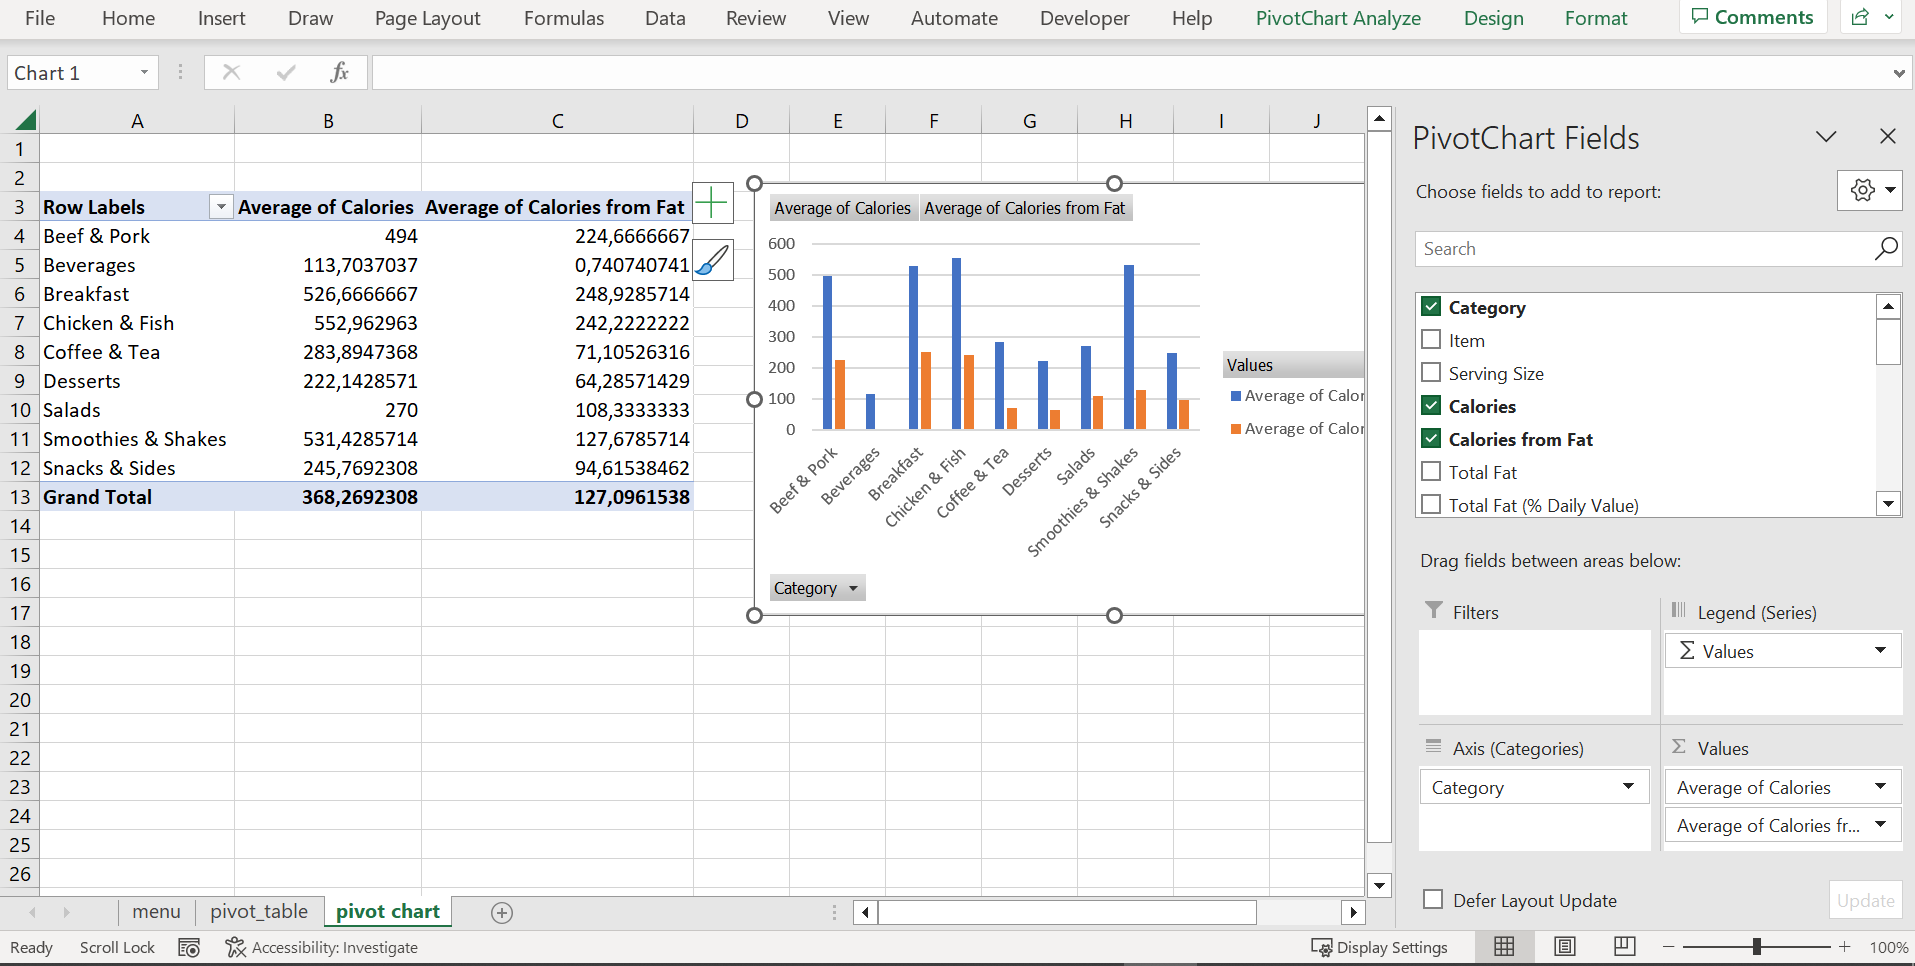 File Home Insert Draw Page Layout Formulas Data Review View Automate Developer Help PivotChart Analyze Design Format Comments
Chart 1 fx
A B C D E F G H I J
1
2
3 Row Labels Average of Calories Average of Calories from Fat
4 Beef & Pork 494 224,6666667
5 Beverages 113,7037037 0,740740741
6 Breakfast 526,6666667 248,9285714
7 Chicken & Fish 552,962963 242,2222222
8 Coffee & Tea 283,8947368 71,10526316
9 Desserts 222,1428571 64,28571429
10 Salads 270 108,3333333
11 Smoothies & Shakes 531,4285714 127,6785714
12 Snacks & Sides 245,7692308 94,61538462
13 Grand Total 368,2692308 127,0961538
14
15
16
17
18
19
20
21
22
23
24
25
26
Average of Calories Average of Calories from Fat
600
500
400
300
200
100
0
Beef & Pork
Beverages
Breakfast
Chicken & Fish
Coffee & Tea
Desserts
Salads
Smoothies & Shakes
Snacks & Sides
Values
Average of Calor
Average of Calor
Category
PivotChart Fields
Choose fields to add to report:
Search
Category
Item
Serving Size
Calories
Calories from Fat
Total Fat
Total Fat (% Daily Value)
Drag fields between areas below:
Filters
Legend (Series)
Σ Values
Axis (Categories)
Category
Σ Values
Average of Calories
Average of Calories fr...
Defer Layout Update Update
menu pivot_table pivot chart
Ready Scroll Lock Accessibility: Investigate Display Settings 100%